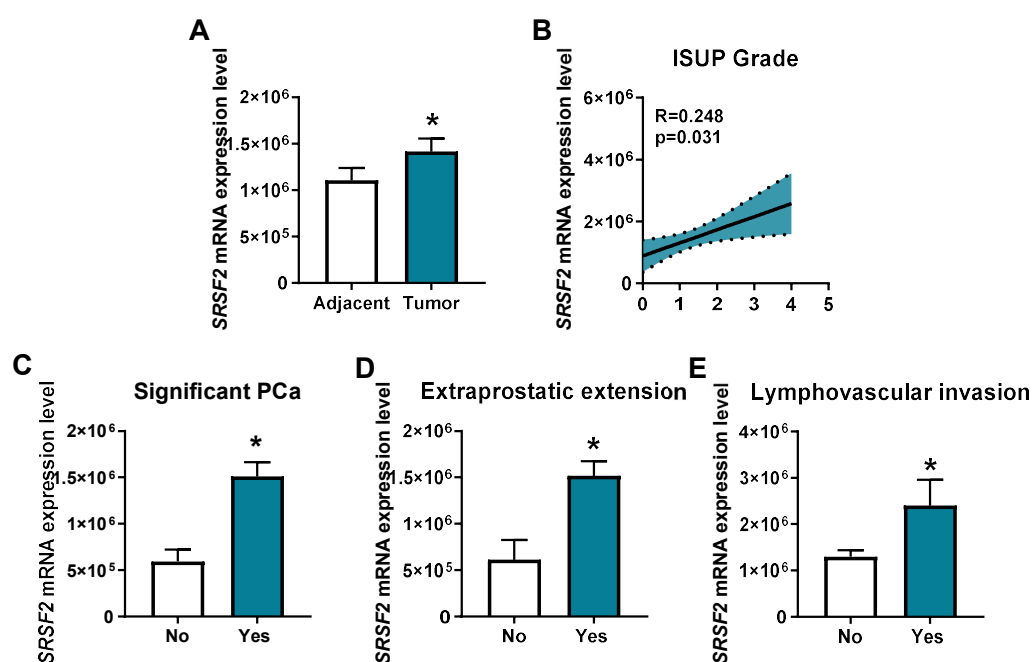 A
SRSF2 mRNA expression level
2×10⁶
1.5×10⁶
1×10⁶
5×10⁵
0
*
Adjacent Tumor
B
ISUP Grade
SRSF2 mRNA expression level
6×10⁶
4×10⁶
2×10⁶
0
R=0.248
p=0.031
0 1 2 3 4 5
C
Significant PCa
SRSF2 mRNA expression level
2×10⁶
1.5×10⁶
1×10⁶
5×10⁵
0
*
No Yes
D
Extraprostatic extension
SRSF2 mRNA expression level
2×10⁶
1.5×10⁶
1×10⁶
5×10⁵
0
*
No Yes
E
Lymphovascular invasion
SRSF2 mRNA expression level
4×10⁶
3×10⁶
2×10⁶
1×10⁶
0
*
No Yes